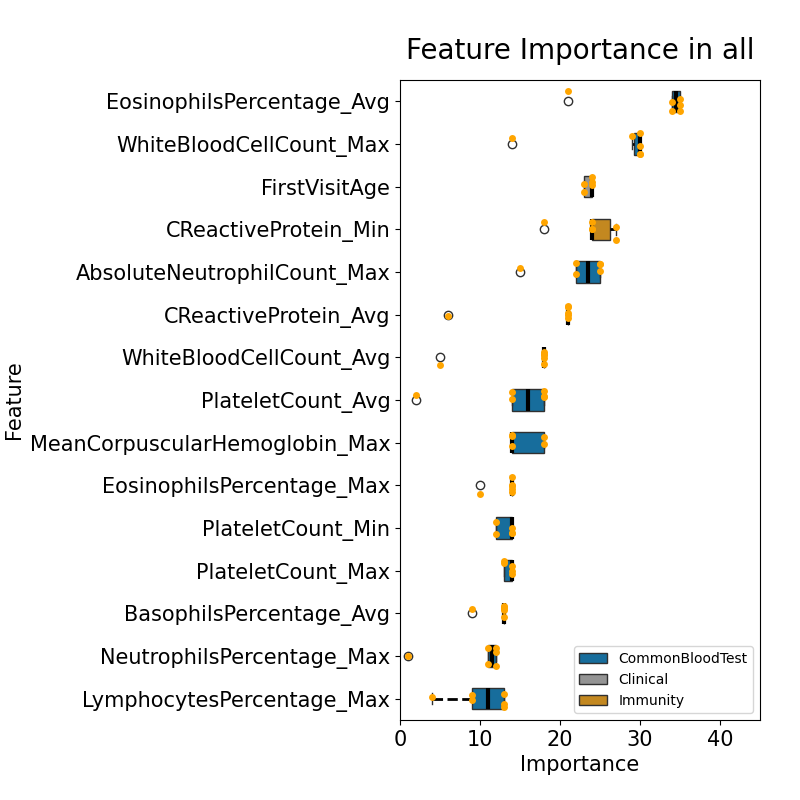 Feature Importance in all
EosinophilsPercentage_Avg
WhiteBloodCellCount_Max
FirstVisitAge
CReactiveProtein_Min
AbsoluteNeutrophilCount_Max
CReactiveProtein_Avg
WhiteBloodCellCount_Avg
PlateletCount_Avg
MeanCorpuscularHemoglobin_Max
EosinophilsPercentage_Max
PlateletCount_Min
PlateletCount_Max
BasophilsPercentage_Avg
NeutrophilsPercentage_Max
LymphocytesPercentage_Max
Feature
CommonBloodTest
Clinical
Immunity
0 10 20 30 40
Importance